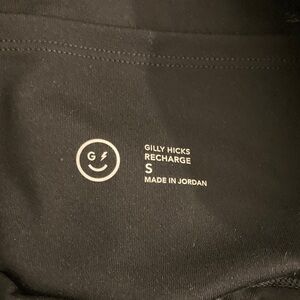 G
GILLY HICKS
RECHARGE
S
MADE IN JORDAN